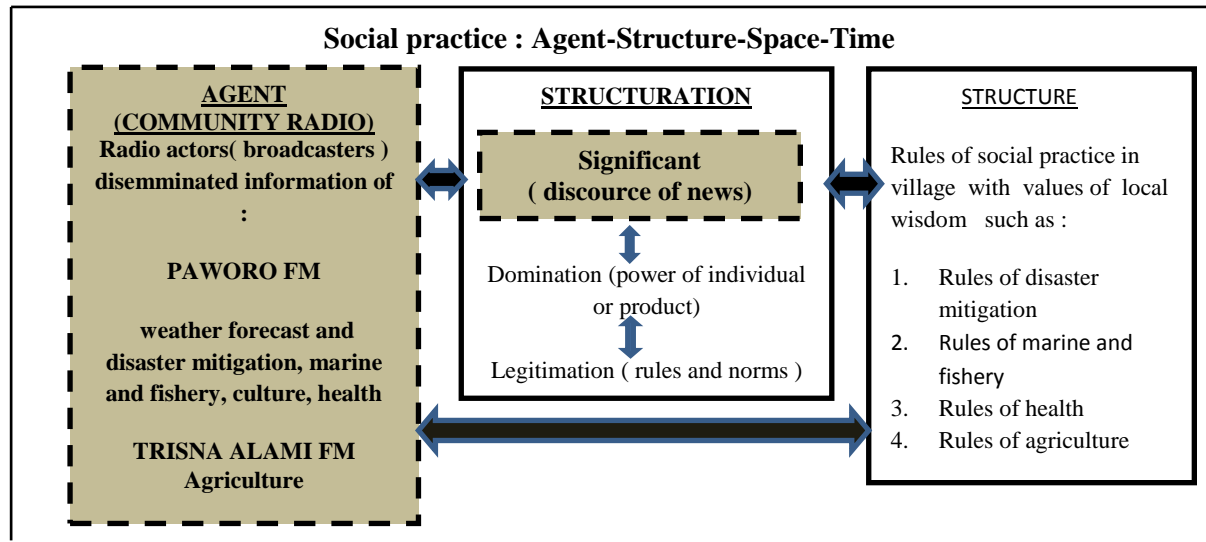 Social practice : Agent-Structure-Space-Time
AGENT
(COMMUNITY RADIO)
Radio actors( broadcasters )
disemminated information of
:
PAWORO FM
weather forecast and
disaster mitigation, marine
and fishery, culture, health
TRISNA ALAMI FM
Agriculture
STRUCTURATION
Significant
( discource of news)
Domination (power of individual
or product)
Legitimation ( rules and norms )
STRUCTURE
Rules of social practice in
village with values of local
wisdom such as :
1. Rules of disaster
mitigation
2. Rules of marine and
fishery
3. Rules of health
4. Rules of agriculture